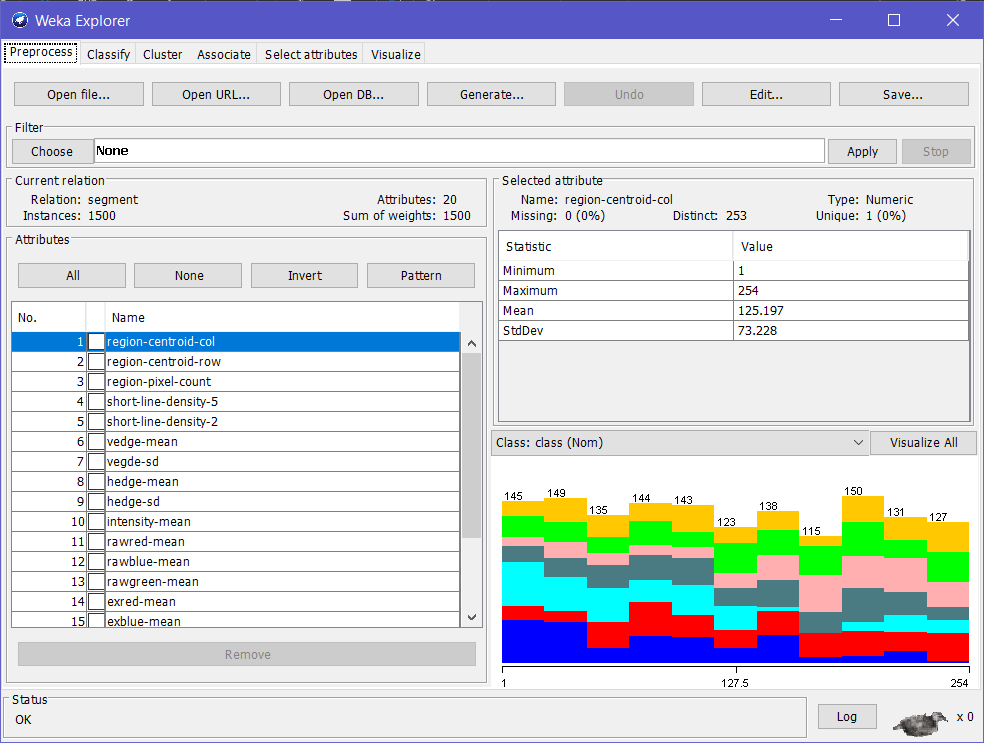 Weka Explorer
Preprocess Classify Cluster Associate Select attributes Visualize
Open file... Open URL... Open DB... Generate... Undo Edit... Save...
Filter
Choose None Apply Stop
Current relation
Relation: segment Attributes: 20
Instances: 1500 Sum of weights: 1500
Attributes
All None Invert Pattern
No. Name
1 region-centroid-col
2 region-centroid-row
3 region-pixel-count
4 short-line-density-5
5 short-line-density-2
6 vedge-mean
7 vegde-sd
8 hedge-mean
9 hedge-sd
10 intensity-mean
11 rawred-mean
12 rawblue-mean
13 rawgreen-mean
14 exred-mean
15 exblue-mean
Remove
Selected attribute
Name: region-centroid-col Type: Numeric
Missing: 0 (0%) Distinct: 253 Unique: 1 (0%)
Statistic Value
Minimum 1
Maximum 254
Mean 125.197
StdDev 73.228
Class: class (Nom) Visualize All
145 149 135 144 143 123 138 115 150 131 127
1 127.5 254
Status
OK
Log x 0